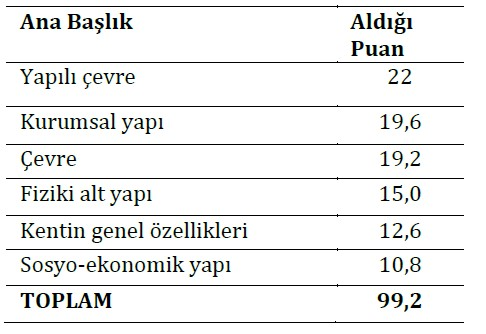 Ana Başlık Aldığı
Puan
Yapılı çevre 22
Kurumsal yapı 19,6
Çevre 19,2
Fiziki alt yapı 15,0
Kentin genel özellikleri 12,6
Sosyo-ekonomik yapı 10,8
TOPLAM 99,2